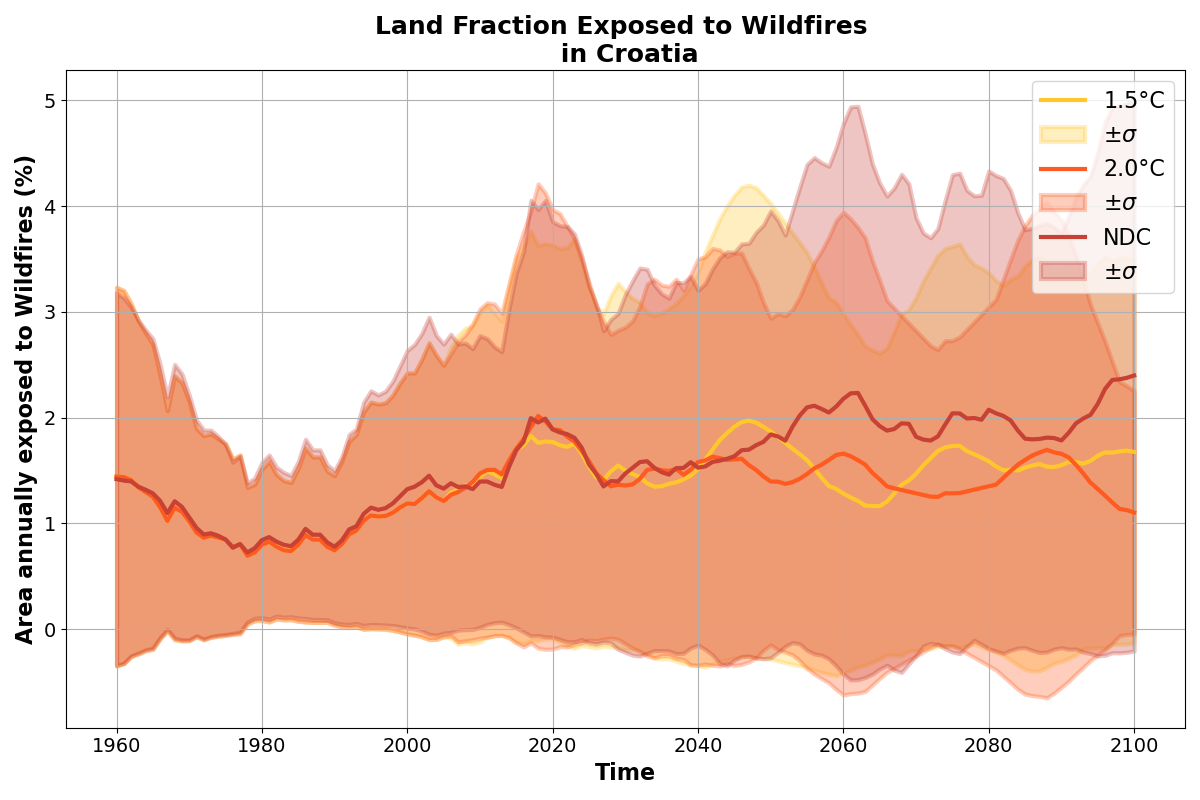 Land Fraction Exposed to Wildfires
in Croatia
Area annually exposed to Wildfires (%)
5
4
3
2
1
0
1960 1980 2000 2020 2040 2060 2080 2100
Time
1.5°C
±σ
2.0°C
±σ
NDC
±σ